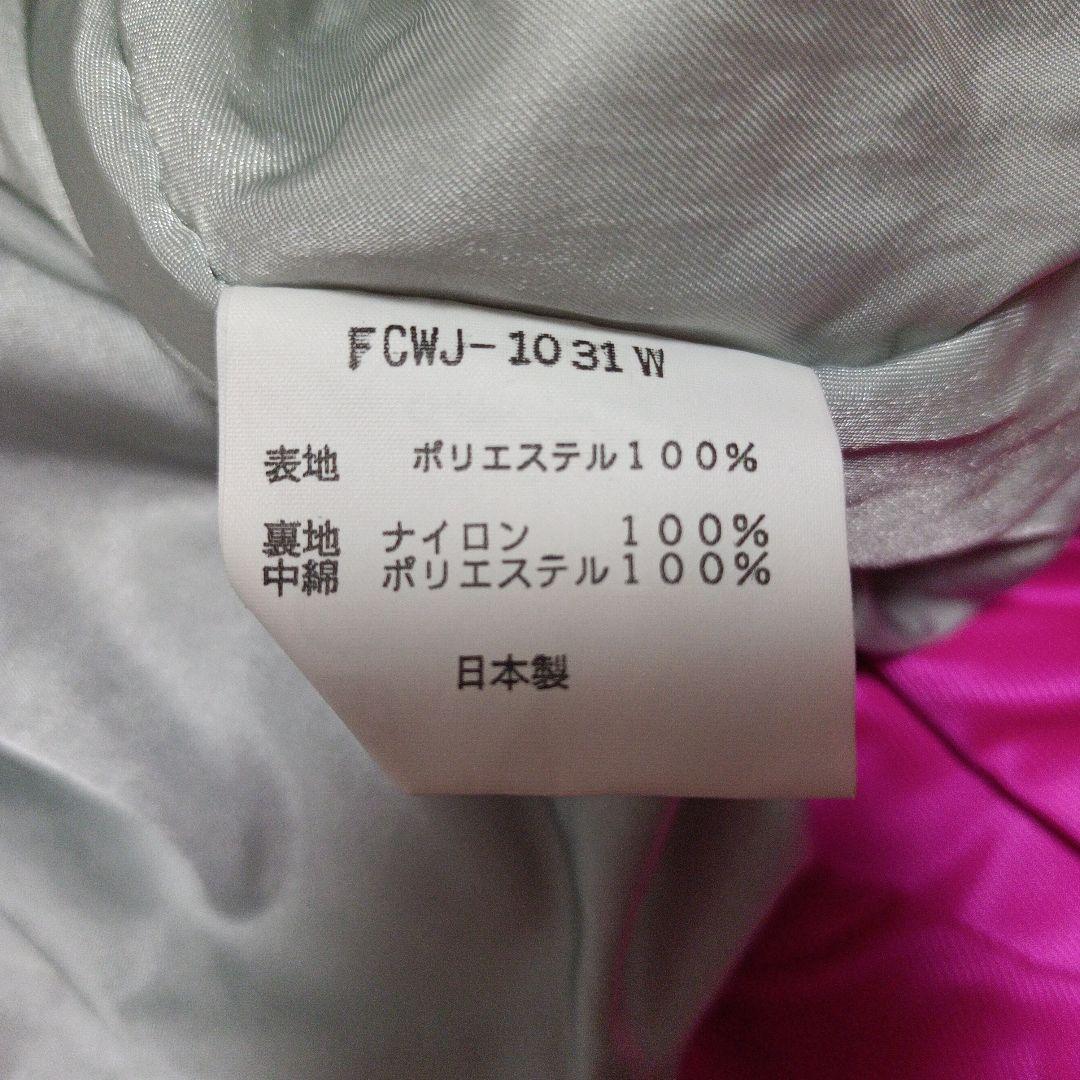 FCWJ-1031W
表地 ポリエステル100%
裏地 ナイロン 100%
中綿 ポリエステル100%
日本製